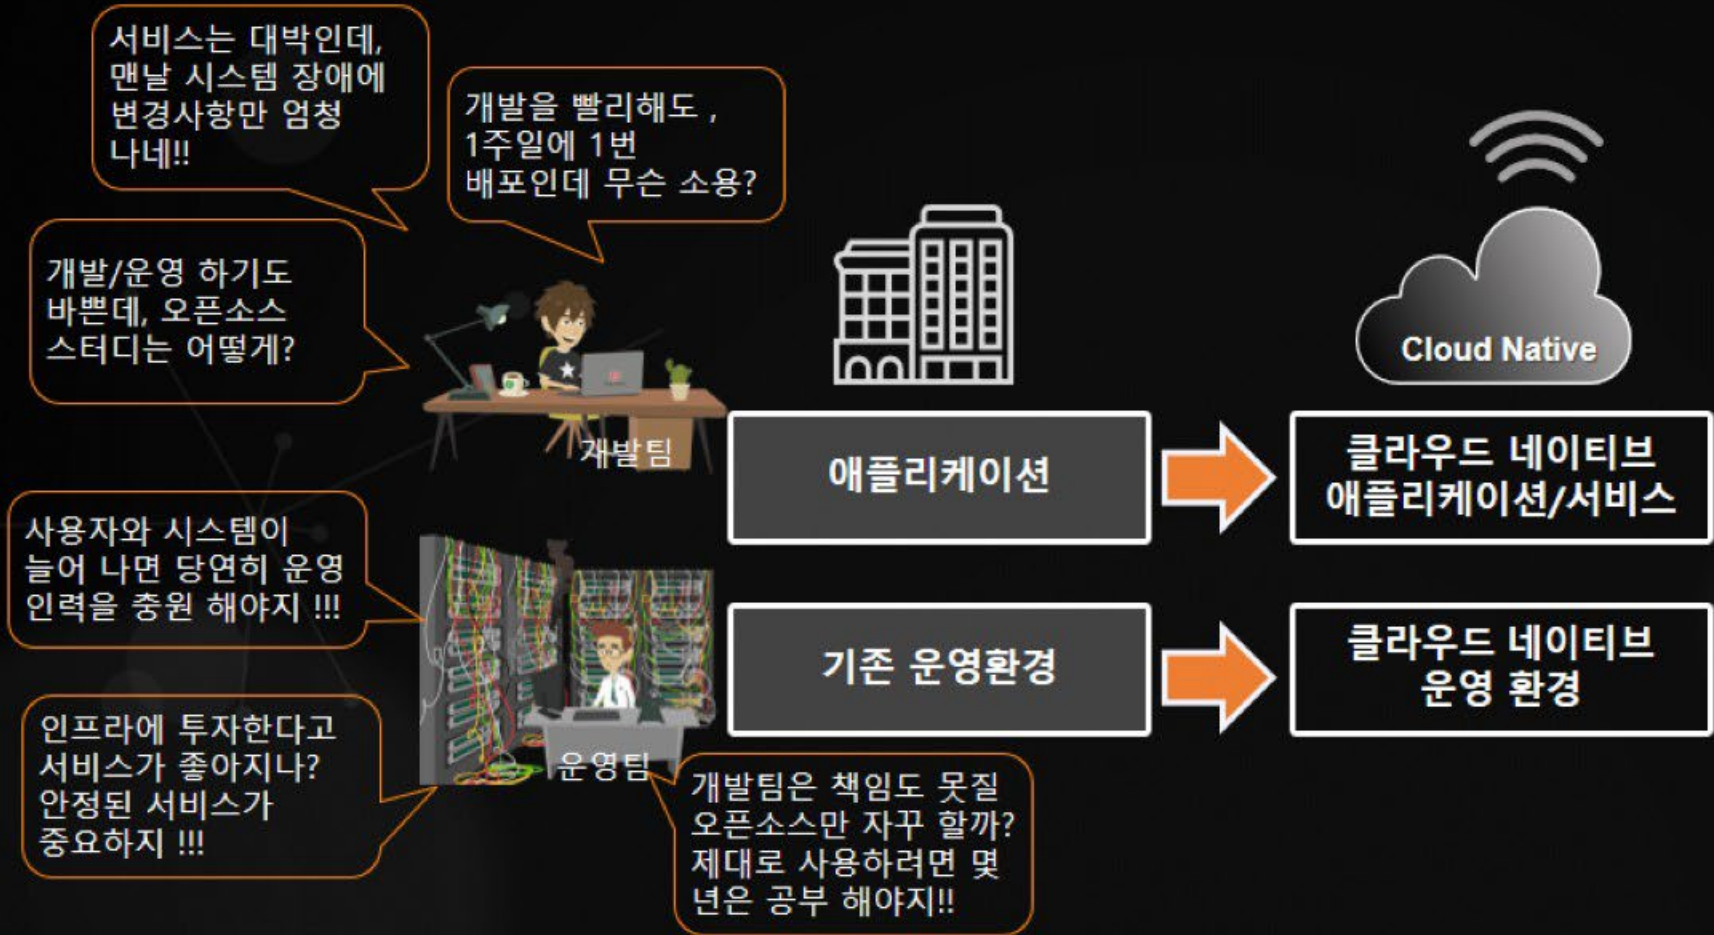 서비스는 대박인데,
맨날 시스템 장애에
변경사항만 엄청
나네!!
개발을 빨리해도 ,
1주일에 1번
배포인데 무슨 소용?
개발/운영 하기도
바쁜데, 오픈소스
스터디는 어떻게?
개발팀
Cloud Native
애플리케이션
클라우드 네이티브
애플리케이션/서비스
사용자와 시스템이
늘어 나면 당연히 운영
인력을 충원 해야지 !!!
기존 운영환경
클라우드 네이티브
운영 환경
인프라에 투자한다고
서비스가 좋아지나?
안정된 서비스가
중요하지 !!!
운영팀
개발팀은 책임도 못질
오픈소스만 자꾸 할까?
제대로 사용하려면 몇
년은 공부 해야지!!